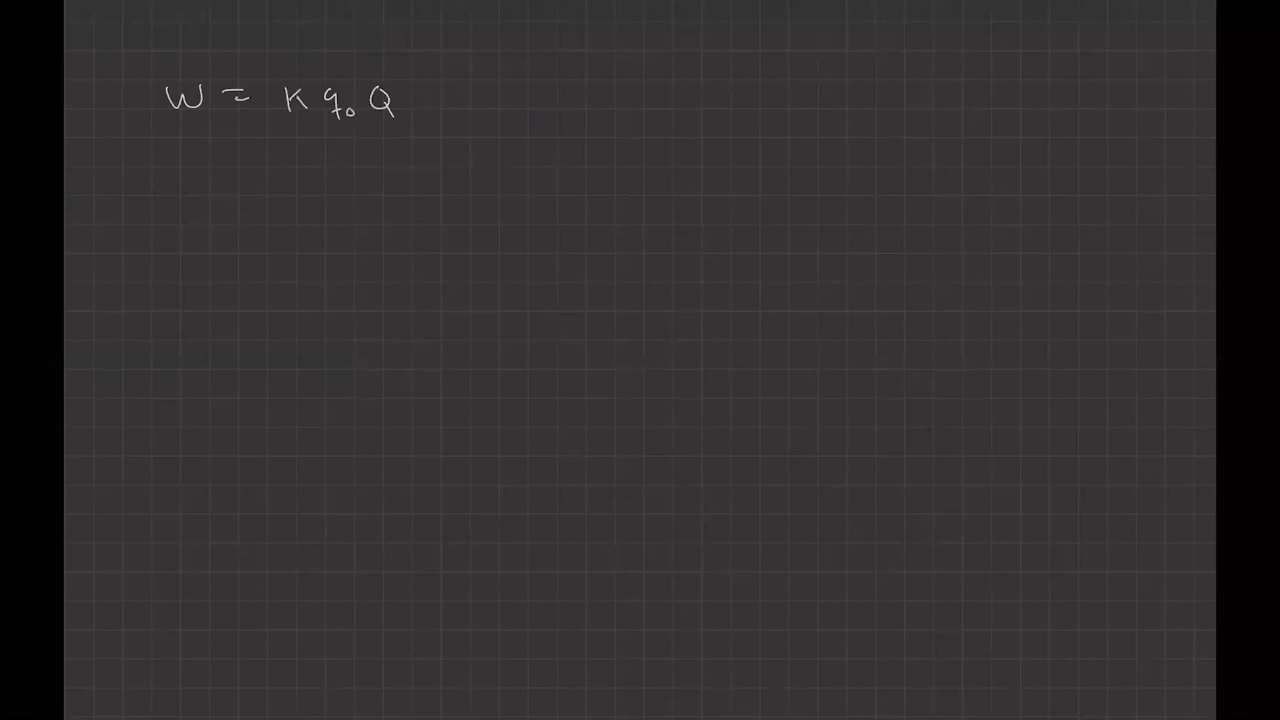 W = K q₀ Q